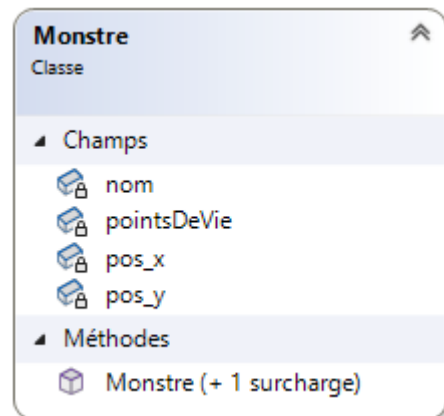 Monstre
Classe
Champs
nom
pointsDeVie
pos_x
pos_y
Méthodes
Monstre (+ 1 surcharge)